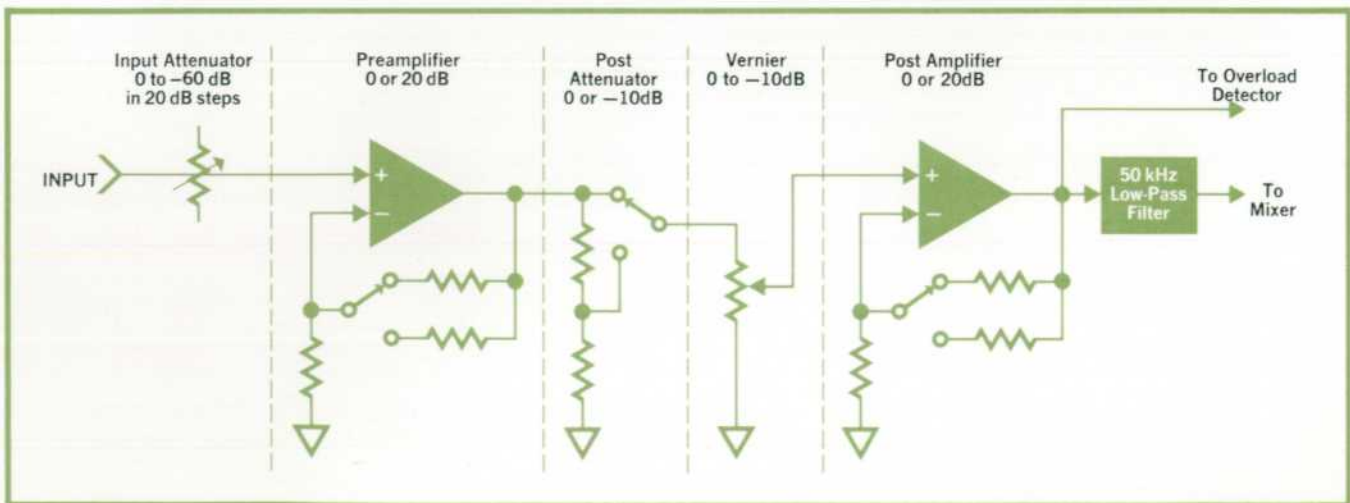 Input Attenuator
0 to −60 dB
in 20 dB steps
Preamplifier
0 or 20 dB
Post
Attenuator
0 or −10dB
Vernier
0 to −10dB
Post Amplifier
0 or 20dB
To Overload
Detector
INPUT
+
−
+
−
50 kHz
Low-Pass
Filter
To
Mixer